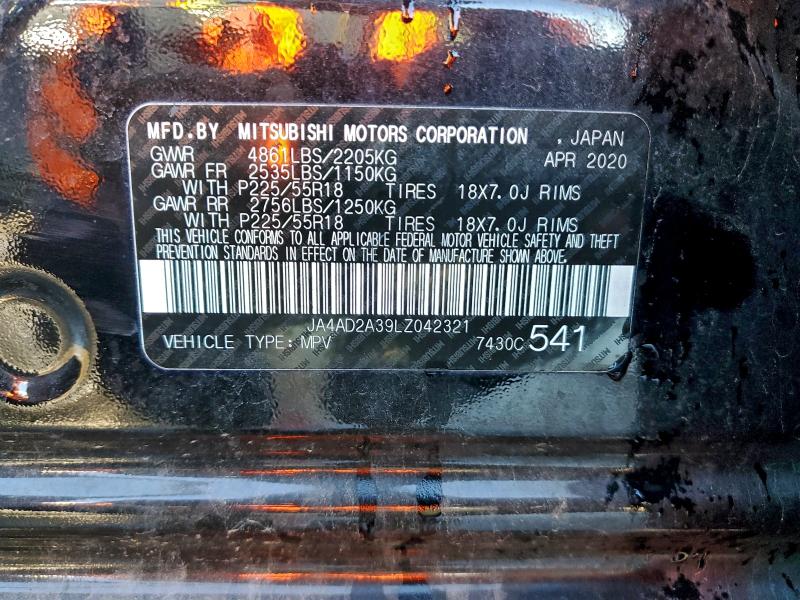 MFD.BY MITSUBISHI MOTORS CORPORATION , JAPAN
GVWR 4861LBS/2205KG APR 2020
GAWR FR 2535LBS/1150KG
WITH P225/55R18 TIRES 18X7.0J RIMS
GAWR RR 2756LBS/1250KG
WITH P225/55R18 TIRES 18X7.0J RIMS
THIS VEHICLE CONFORMS TO ALL APPLICABLE FEDERAL MOTOR VEHICLE SAFETY AND THEFT
PREVENTION STANDARDS IN EFFECT ON THE DATE OF MANUFACTURE SHOWN ABOVE.
JA4AD2A39LZ042321
VEHICLE TYPE: MPV 7430C 541